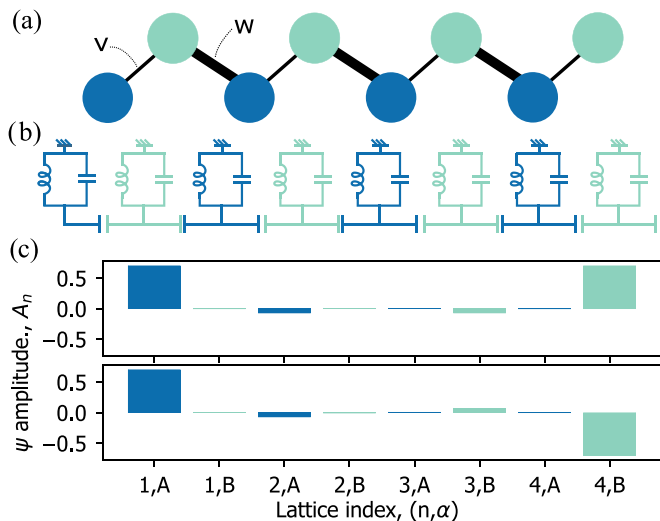 (a)
v
w
(b)
(c)
0.5
0.0
−0.5
0.5
0.0
−0.5
ψ amplitude., Aₙ
1,A 1,B 2,A 2,B 3,A 3,B 4,A 4,B
Lattice index, (n,α)